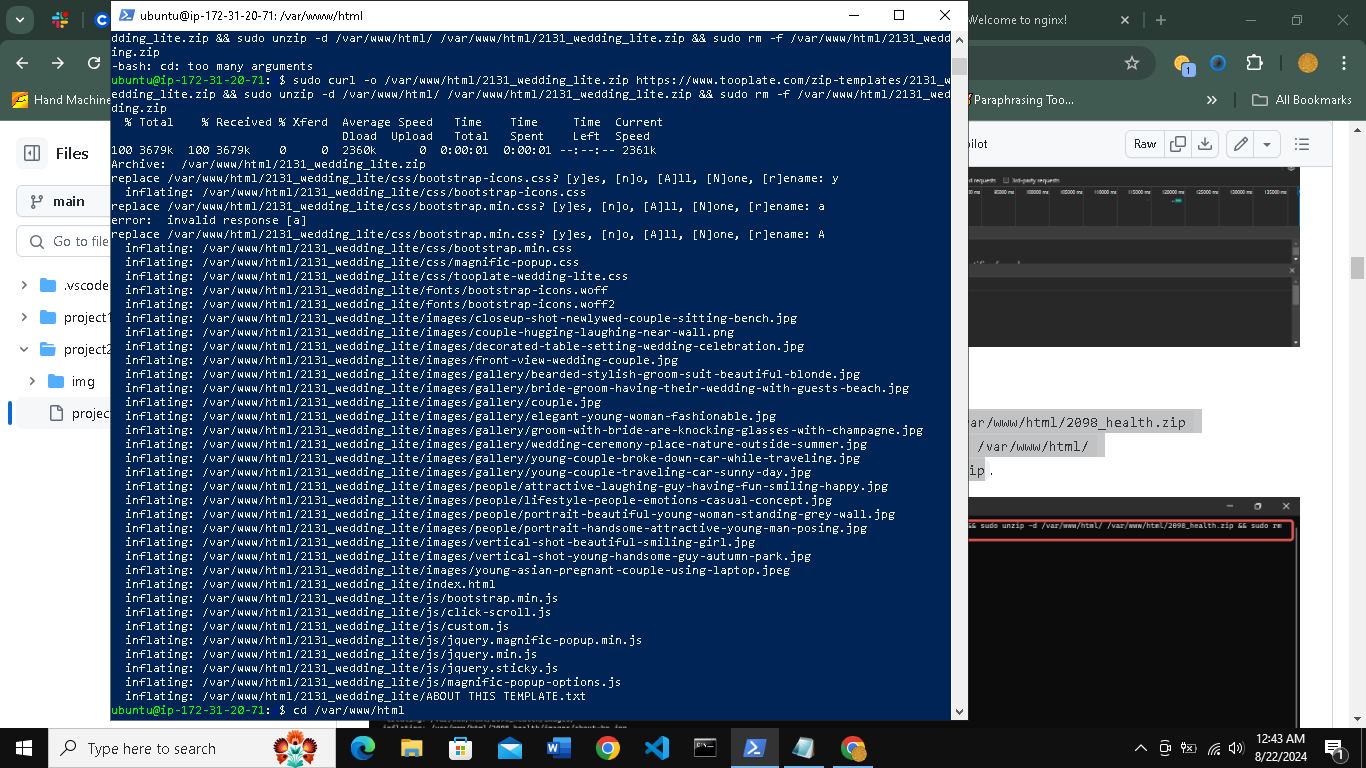 ubuntu@ip-172-31-20-71: /var/www/html
Welcome to nginx!
Hand Machine
Paraphrasing Too...
All Bookmarks
Files
main
Go to file
.vscode
project1
project2
img
projec
pilot
Raw
dding_lite.zip && sudo unzip -d /var/www/html/ /var/www/html/2131_wedding_lite.zip && sudo rm -f /var/www/html/2131_wedd
ing.zip
-bash: cd: too many arguments
ubuntu@ip-172-31-20-71: $ sudo curl -o /var/www/html/2131_wedding_lite.zip https://www.tooplate.com/zip-templates/2131_w
edding_lite.zip && sudo unzip -d /var/www/html/ /var/www/html/2131_wedding_lite.zip && sudo rm -f /var/www/html/2131_wed
ding.zip
% Total % Received % Xferd Average Speed Time Time Time Current
Dload Upload Total Spent Left Speed
100 3679k 100 3679k 0 0 2360k 0 0:00:01 0:00:01 --:--:-- 2361k
Archive: /var/www/html/2131_wedding_lite.zip
replace /var/www/html/2131_wedding_lite/css/bootstrap-icons.css? [y]es, [n]o, [A]ll, [N]one, [r]ename: y
inflating: /var/www/html/2131_wedding_lite/css/bootstrap-icons.css
replace /var/www/html/2131_wedding_lite/css/bootstrap.min.css? [y]es, [n]o, [A]ll, [N]one, [r]ename: a
error: invalid response [a]
replace /var/www/html/2131_wedding_lite/css/bootstrap.min.css? [y]es, [n]o, [A]ll, [N]one, [r]ename: A
inflating: /var/www/html/2131_wedding_lite/css/bootstrap.min.css
inflating: /var/www/html/2131_wedding_lite/css/magnific-popup.css
inflating: /var/www/html/2131_wedding_lite/css/tooplate-wedding-lite.css
inflating: /var/www/html/2131_wedding_lite/fonts/bootstrap-icons.woff
inflating: /var/www/html/2131_wedding_lite/fonts/bootstrap-icons.woff2
inflating: /var/www/html/2131_wedding_lite/images/closeup-shot-newlywed-couple-sitting-bench.jpg
inflating: /var/www/html/2131_wedding_lite/images/couple-hugging-laughing-near-wall.png
inflating: /var/www/html/2131_wedding_lite/images/decorated-table-setting-wedding-celebration.jpg
inflating: /var/www/html/2131_wedding_lite/images/front-view-wedding-couple.jpg
inflating: /var/www/html/2131_wedding_lite/images/gallery/bearded-stylish-groom-suit-beautiful-blonde.jpg
inflating: /var/www/html/2131_wedding_lite/images/gallery/bride-groom-having-their-wedding-with-guests-beach.jpg
inflating: /var/www/html/2131_wedding_lite/images/gallery/couple.jpg
inflating: /var/www/html/2131_wedding_lite/images/gallery/elegant-young-woman-fashionable.jpg
inflating: /var/www/html/2131_wedding_lite/images/gallery/groom-with-bride-are-knocking-glasses-with-champagne.jpg
inflating: /var/www/html/2131_wedding_lite/images/gallery/wedding-ceremony-place-nature-outside-summer.jpg
inflating: /var/www/html/2131_wedding_lite/images/gallery/young-couple-broke-down-car-while-traveling.jpg
inflating: /var/www/html/2131_wedding_lite/images/gallery/young-couple-traveling-car-sunny-day.jpg
inflating: /var/www/html/2131_wedding_lite/images/people/attractive-laughing-guy-having-fun-smiling-happy.jpg
inflating: /var/www/html/2131_wedding_lite/images/people/lifestyle-people-emotions-casual-concept.jpg
inflating: /var/www/html/2131_wedding_lite/images/people/portrait-beautiful-young-woman-standing-grey-wall.jpg
inflating: /var/www/html/2131_wedding_lite/images/people/portrait-handsome-attractive-young-man-posing.jpg
inflating: /var/www/html/2131_wedding_lite/images/vertical-shot-beautiful-smiling-girl.jpg
inflating: /var/www/html/2131_wedding_lite/images/vertical-shot-young-handsome-guy-autumn-park.jpg
inflating: /var/www/html/2131_wedding_lite/images/young-asian-pregnant-couple-using-laptop.jpeg
inflating: /var/www/html/2131_wedding_lite/index.html
inflating: /var/www/html/2131_wedding_lite/js/bootstrap.min.js
inflating: /var/www/html/2131_wedding_lite/js/click-scroll.js
inflating: /var/www/html/2131_wedding_lite/js/custom.js
inflating: /var/www/html/2131_wedding_lite/js/jquery.magnific-popup.min.js
inflating: /var/www/html/2131_wedding_lite/js/jquery.min.js
inflating: /var/www/html/2131_wedding_lite/js/jquery.sticky.js
inflating: /var/www/html/2131_wedding_lite/js/magnific-popup-options.js
inflating: /var/www/html/2131_wedding_lite/ABOUT THIS TEMPLATE.txt
ubuntu@ip-172-31-20-71: $ cd /var/www/html
ar/www/html/2098_health.zip
/var/www/html/
ip.
&& sudo unzip -d /var/www/html/ /var/www/html/2098_health.zip && sudo rm
Type here to search
12:43 AM
8/22/2024
1